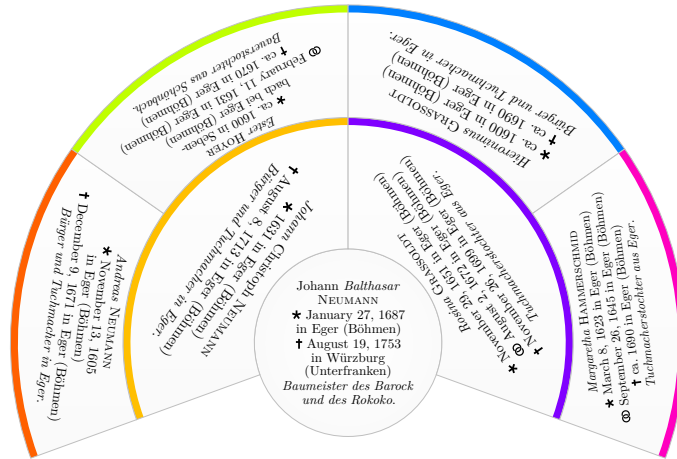 Johann Balthasar
NEUMANN
★ January 27, 1687
in Eger (Böhmen)
✝ August 19, 1753
in Würzburg
(Unterfranken)
Baumeister des Barock
und des Rokoko.
Johann Christoph NEUMANN
★ 1631 in Eger (Böhmen)
✝ August 8, 1713 in Eger (Böhmen)
Bürger und Tuchmacher in Eger.
Rosna GRASSOLDT
★ November 29, 1651 in Eger (Böhmen)
⚭ August 2, 1672 in Eger (Böhmen)
✝ November 26, 1699 in Eger (Böhmen)
Tuchmacherstochter aus Eger.
Andreas NEUMANN
★ November 13, 1605
in Eger (Böhmen)
✝ December 9, 1671 in Eger (Böhmen)
Bürger und Tuchmacher in Eger.
Ester HOYER
★ ca. 1600 in Seben-
bach bei Eger (Böhmen)
⚭ February 11, 1631 in Eger (Böhmen)
✝ ca. 1670 in Eger (Böhmen)
Bauerstochter aus Schönbach.
Hieronimus GRASSOLDT
★ ca. 1600 in Eger (Böhmen)
✝ ca. 1690 in Eger (Böhmen)
Bürger und Tuchmacher in Eger.
Margaretha HAMMERSCHMID
★ March 8, 1623 in Eger (Böhmen)
⚭ September 26, 1645 in Eger (Böhmen)
✝ ca. 1690 in Eger (Böhmen)
Tuchmacherstochter aus Eger.